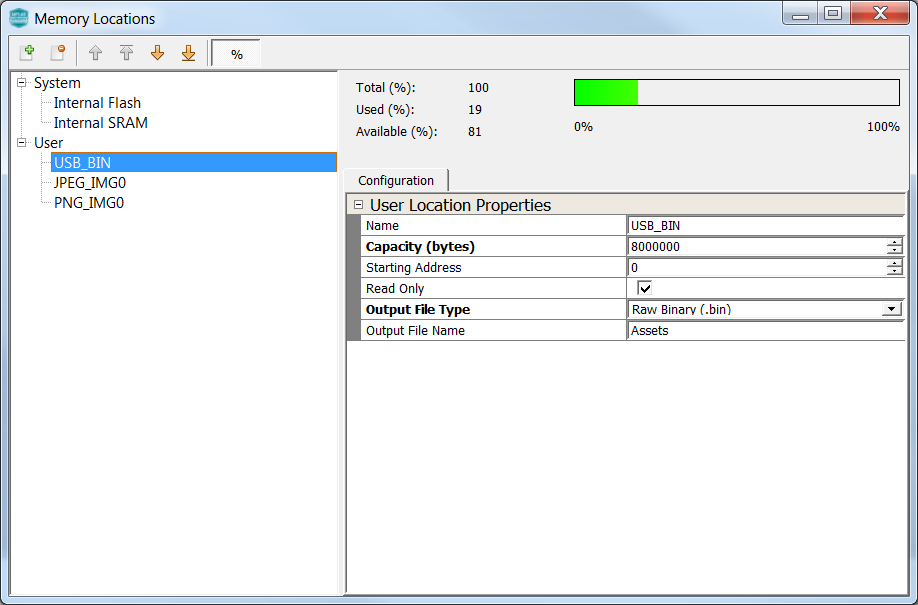 Memory Locations
%
System
Internal Flash
Internal SRAM
User
USB_BIN
JPEG_IMG0
PNG_IMG0
Total (%): 100
Used (%): 19
Available (%): 81
0% 100%
Configuration
User Location Properties
Name USB_BIN
Capacity (bytes) 8000000
Starting Address 0
Read Only
Output File Type Raw Binary (.bin)
Output File Name Assets